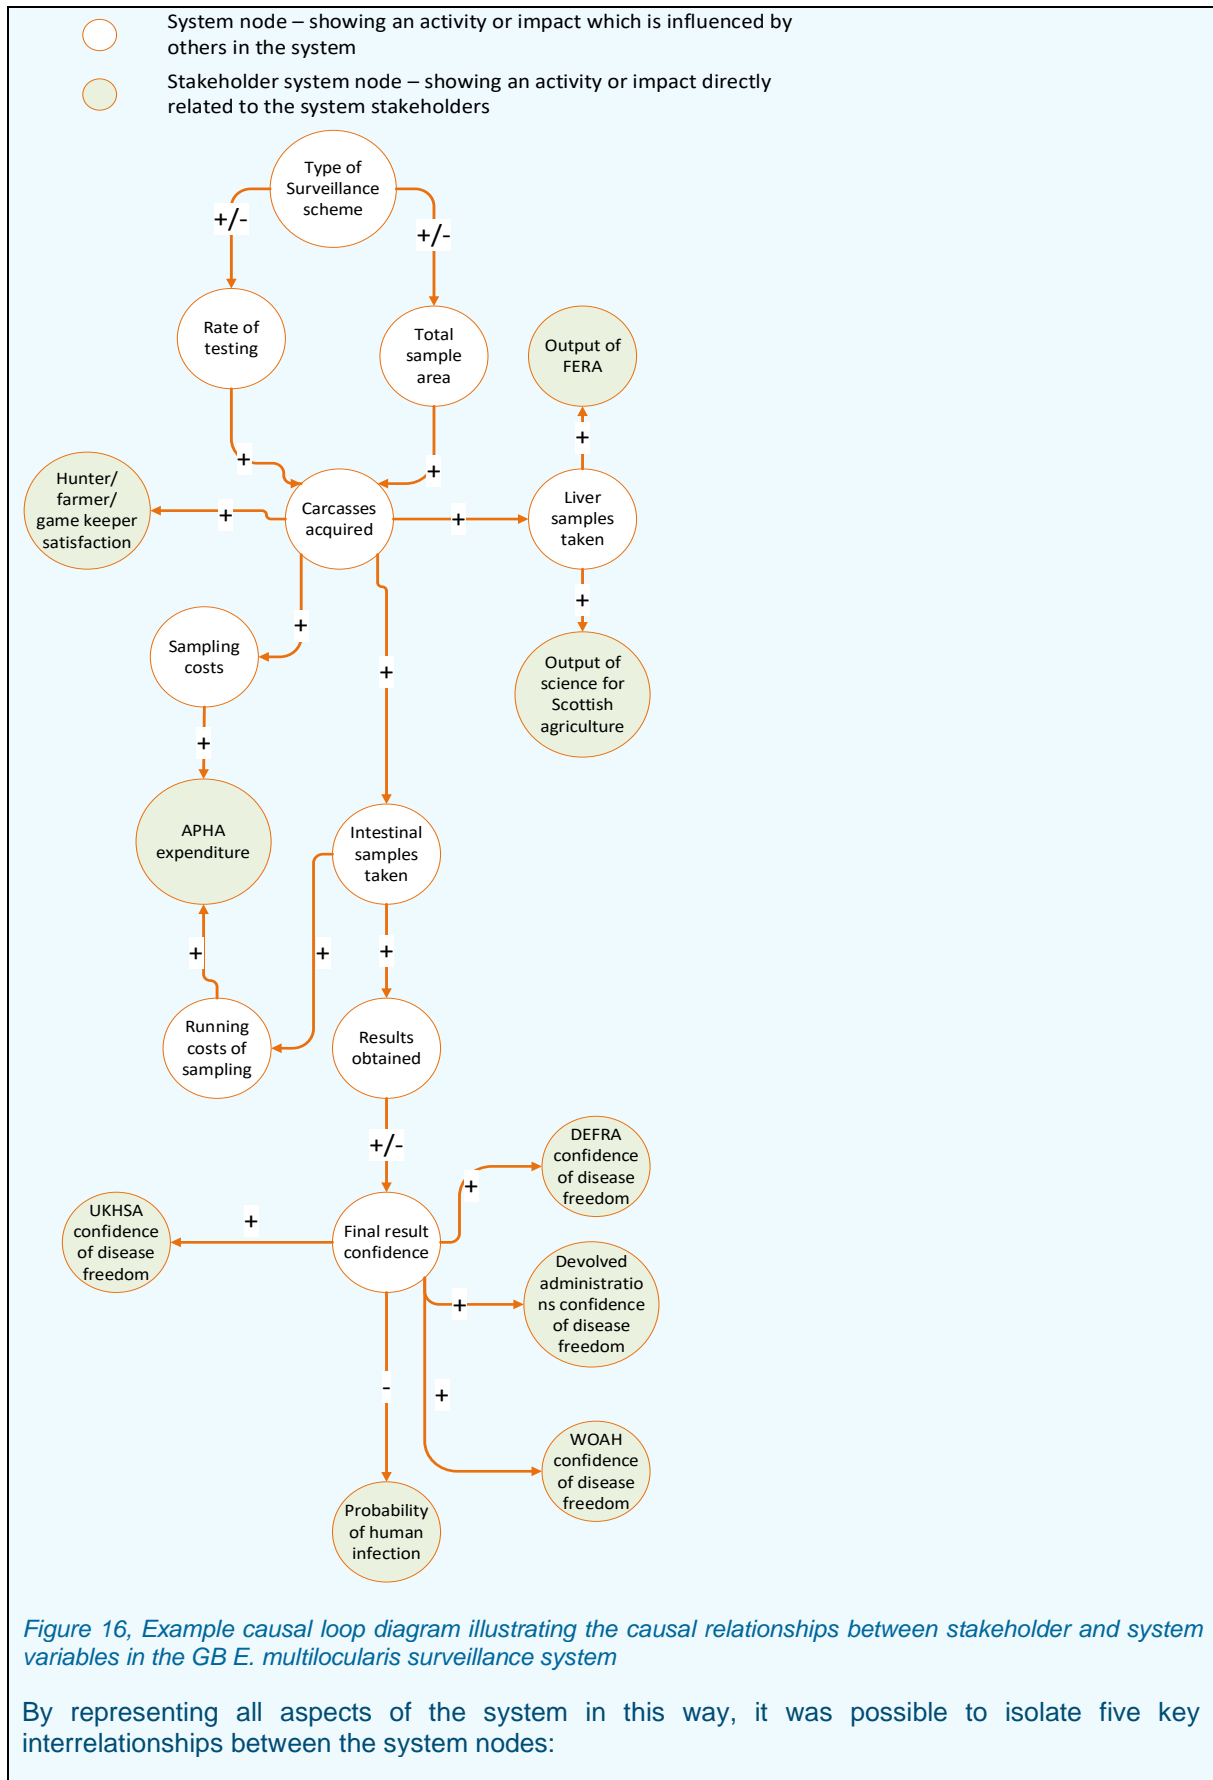 System node – showing an activity or impact which is influenced by
others in the system
Stakeholder system node – showing an activity or impact directly
related to the system stakeholders
Type of
Surveillance
scheme
+/-
+/-
Rate of
testing
Total
sample
area
Output of
FERA
+
+
+
Hunter/
farmer/
game keeper
satisfaction
+
Carcasses
acquired
+
Liver
samples
taken
+
+
Sampling
costs
+
Output of
science for
Scottish
agriculture
+
APHA
expenditure
Intestinal
samples
taken
+
+
+
Running
costs of
sampling
Results
obtained
+/-
DEFRA
confidence
of disease
freedom
+
UKHSA
confidence
of disease
freedom
+
Final result
confidence
Devolved
administratio
ns confidence
of disease
freedom
+
-
+
WOAH
confidence
of disease
freedom
Probability
of human
infection
Figure 16, Example causal loop diagram illustrating the causal relationships between stakeholder and system
variables in the GB E. multilocularis surveillance system
By representing all aspects of the system in this way, it was possible to isolate five key
interrelationships between the system nodes: